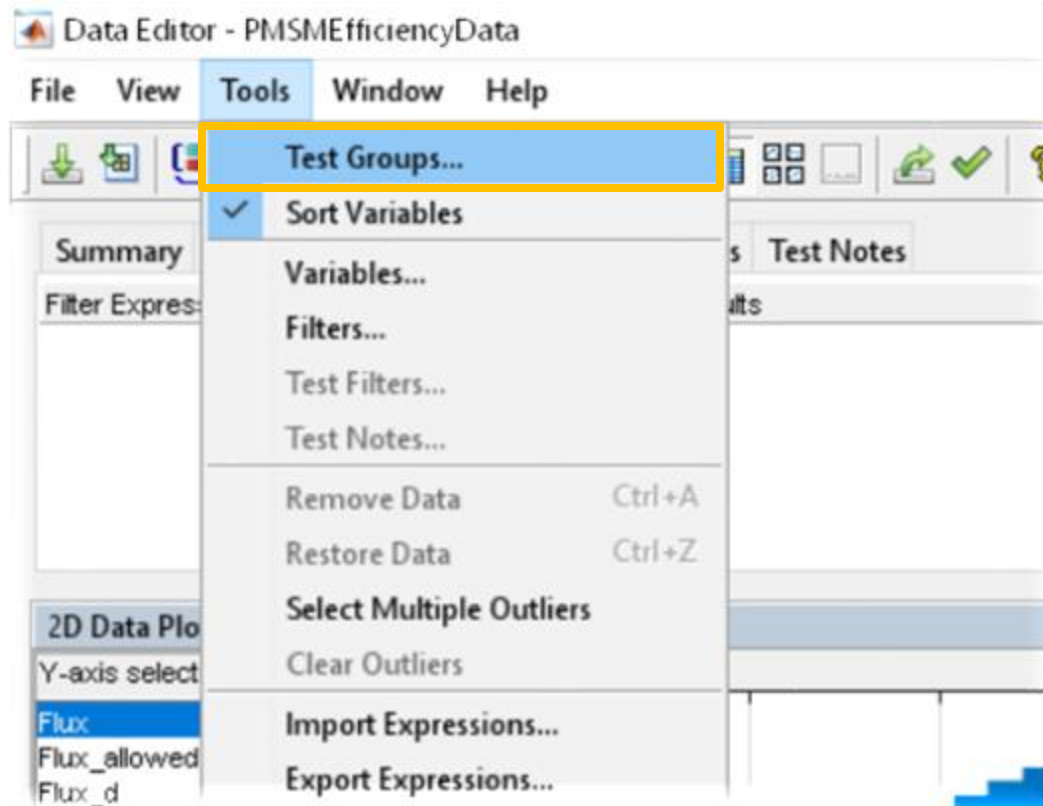 Data Editor - PMSMEfficiencyData
File View Tools Window Help
Test Groups...
Sort Variables
Summary
Test Notes
Filter
Variables...
Filters...
Test Filters...
Test Notes...
Remove Data Ctrl+A
Restore Data Ctrl+Z
Select Multiple Outliers
2D Data
Clear Outliers
Y-axis select
Import Expressions...
Flux
Flux_allowed
Export Expressions...
Flux_d